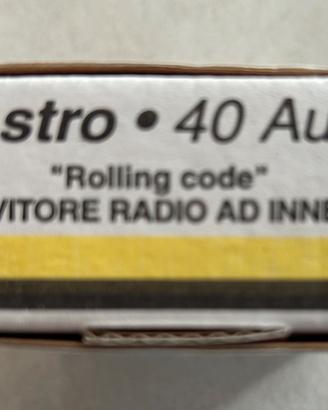 stro • 40 Au
"Rolling code"
VITORE RADIO AD INNE